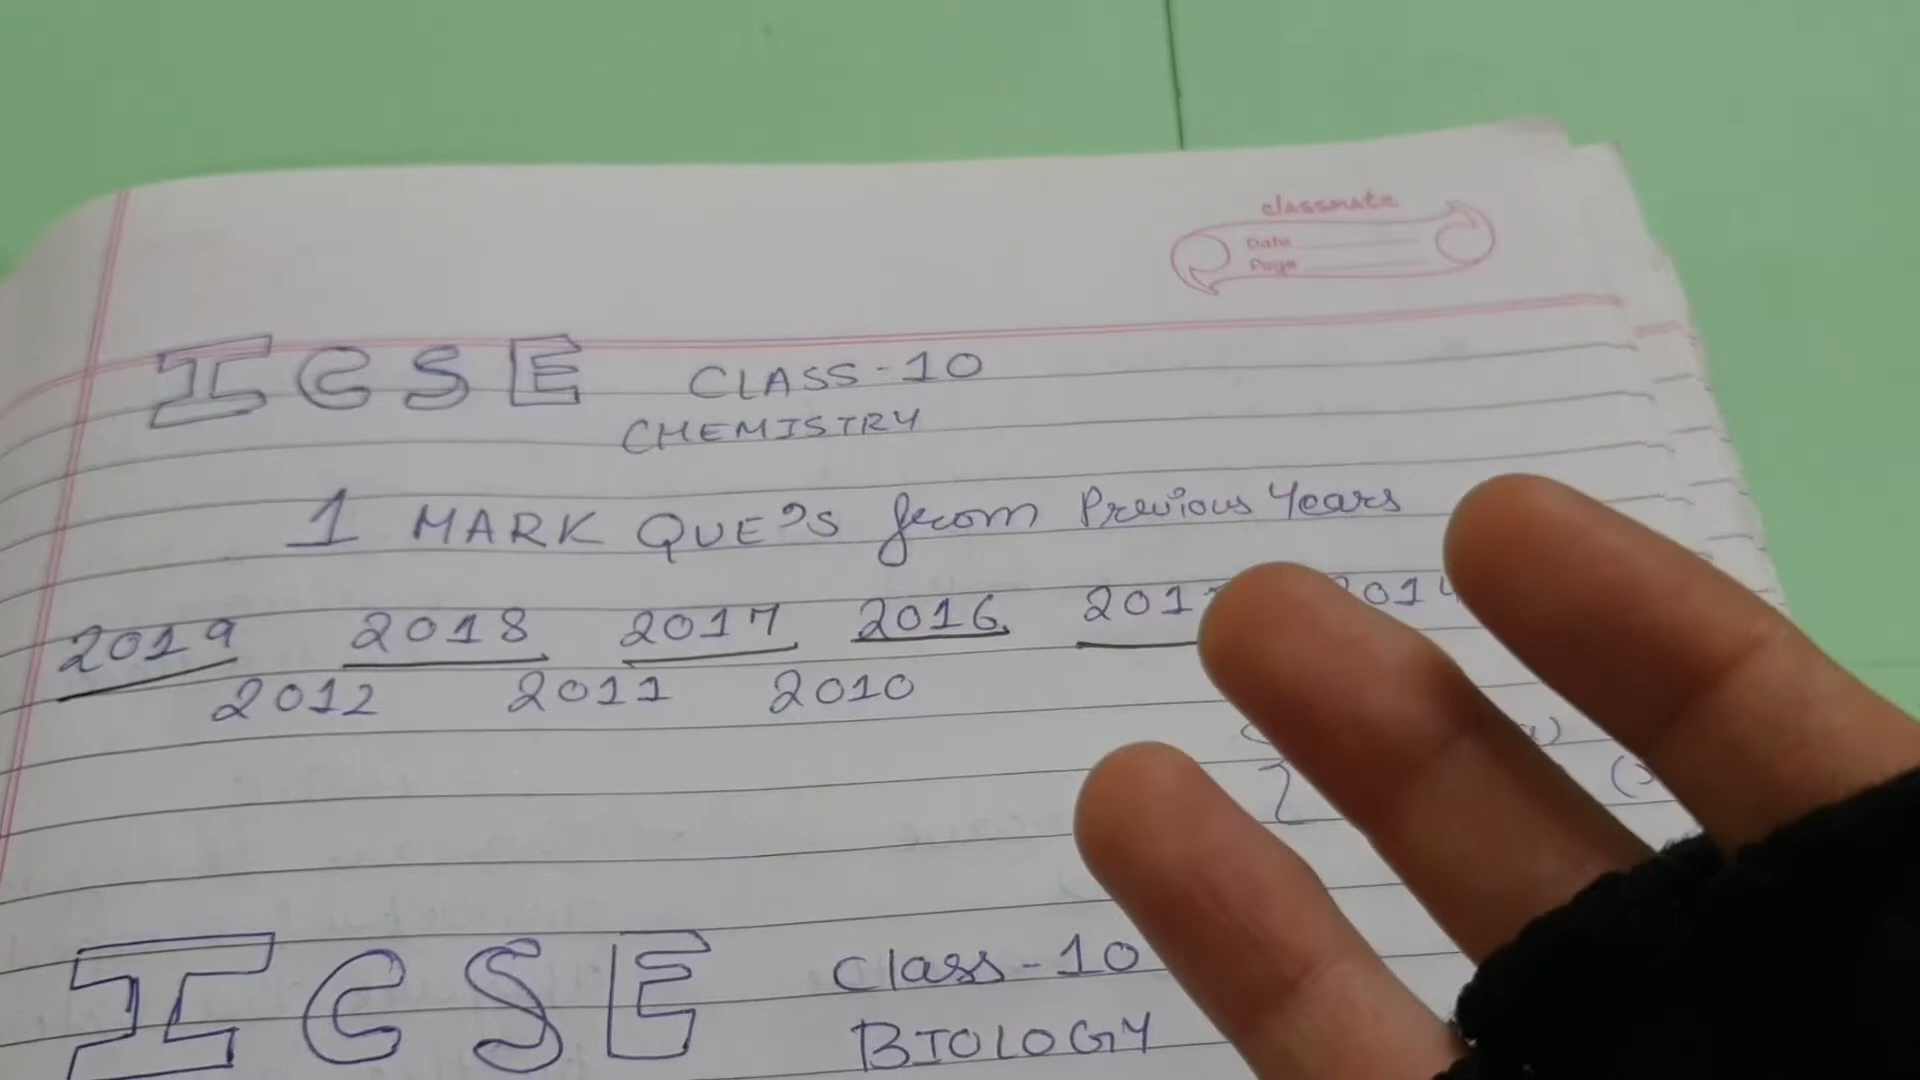 classmate
Date
Page
ICSE CLASS-10
CHEMISTRY
1 MARK QUE'S from Previous Years
2019 2018 2017 2016
2012 2011 2010
ICSE Class-10
BIOLOGY